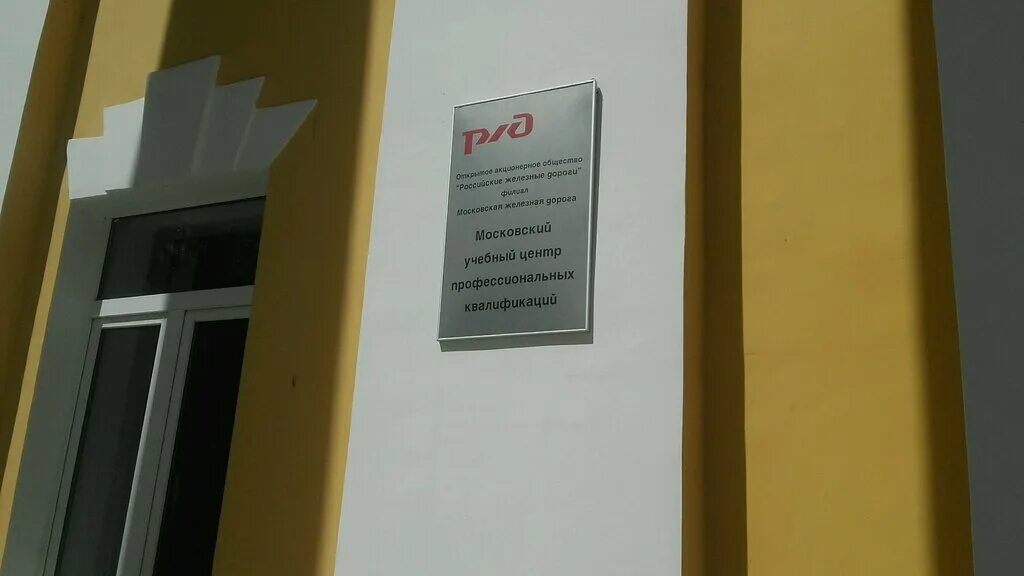 РЖД
Открытое акционерное общество
"Российские железные дороги"
филиал
Московская железная дорога
Московский
учебный центр
профессиональных
квалификаций